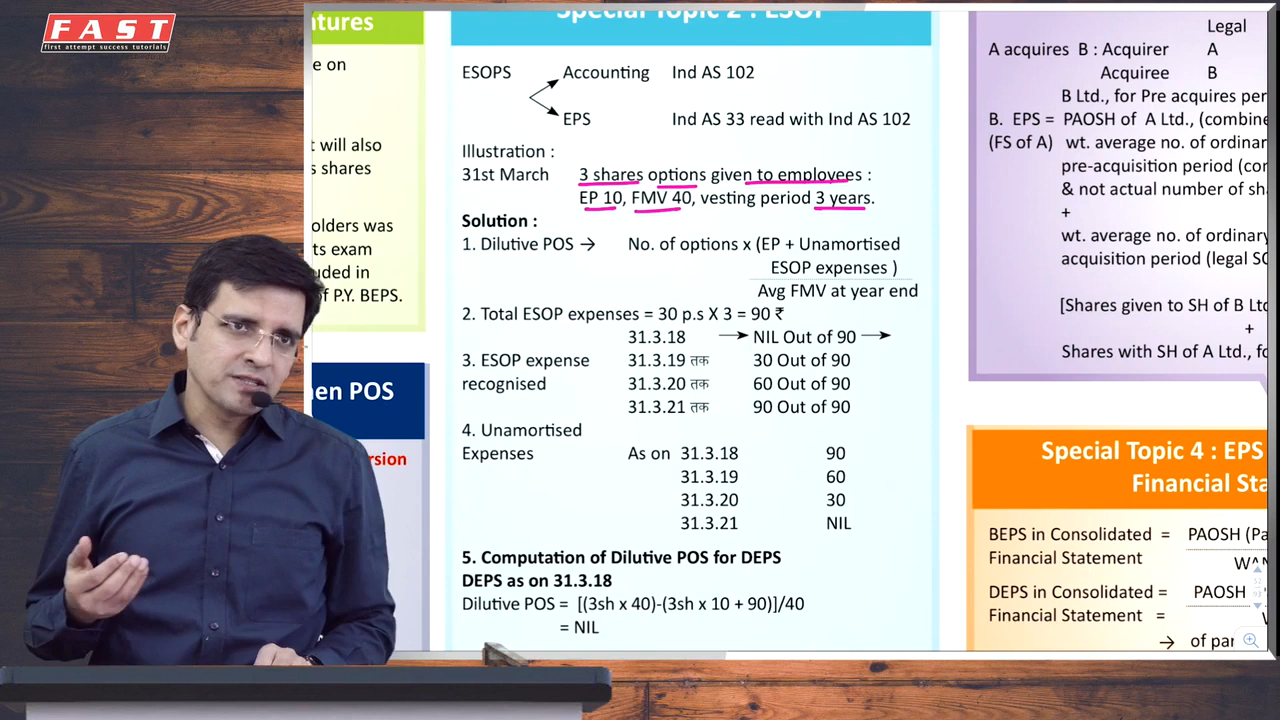 FAST
first attempt success tutorials
tures
e on
t will also
s shares
olders was
ts exam
uded in
f P.Y. BEPS.
en POS
rsion
Special Topic 2 : ESOP
ESOPS
Accounting Ind AS 102
EPS Ind AS 33 read with Ind AS 102
Illustration :
31st March 3 shares options given to employees :
EP 10, FMV 40, vesting period 3 years.
Solution :
1. Dilutive POS → No. of options x (EP + Unamortised
ESOP expenses )
Avg FMV at year end
2. Total ESOP expenses = 30 p.s X 3 = 90 ₹
31.3.18 → NIL Out of 90 →
3. ESOP expense 31.3.19 तक 30 Out of 90
recognised 31.3.20 तक 60 Out of 90
31.3.21 तक 90 Out of 90
4. Unamortised
Expenses As on 31.3.18 90
31.3.19 60
31.3.20 30
31.3.21 NIL
5. Computation of Dilutive POS for DEPS
DEPS as on 31.3.18
Dilutive POS = [(3sh x 40)-(3sh x 10 + 90)]/40
= NIL
Legal
A acquires B : Acquirer A
Acquiree B
B Ltd., for Pre acquires per
B. EPS = PAOSH of A Ltd., (combine
(FS of A) wt. average no. of ordinar
pre-acquisition period (cor
& not actual number of sh
+
wt. average no. of ordinary
acquisition period (legal SC
[Shares given to SH of B Ltd
+
Shares with SH of A Ltd., fo
Special Topic 4 : EPS
Financial Sta
BEPS in Consolidated = PAOSH (Pa
Financial Statement
DEPS in Consolidated = PAOSH
Financial Statement =
→ of par